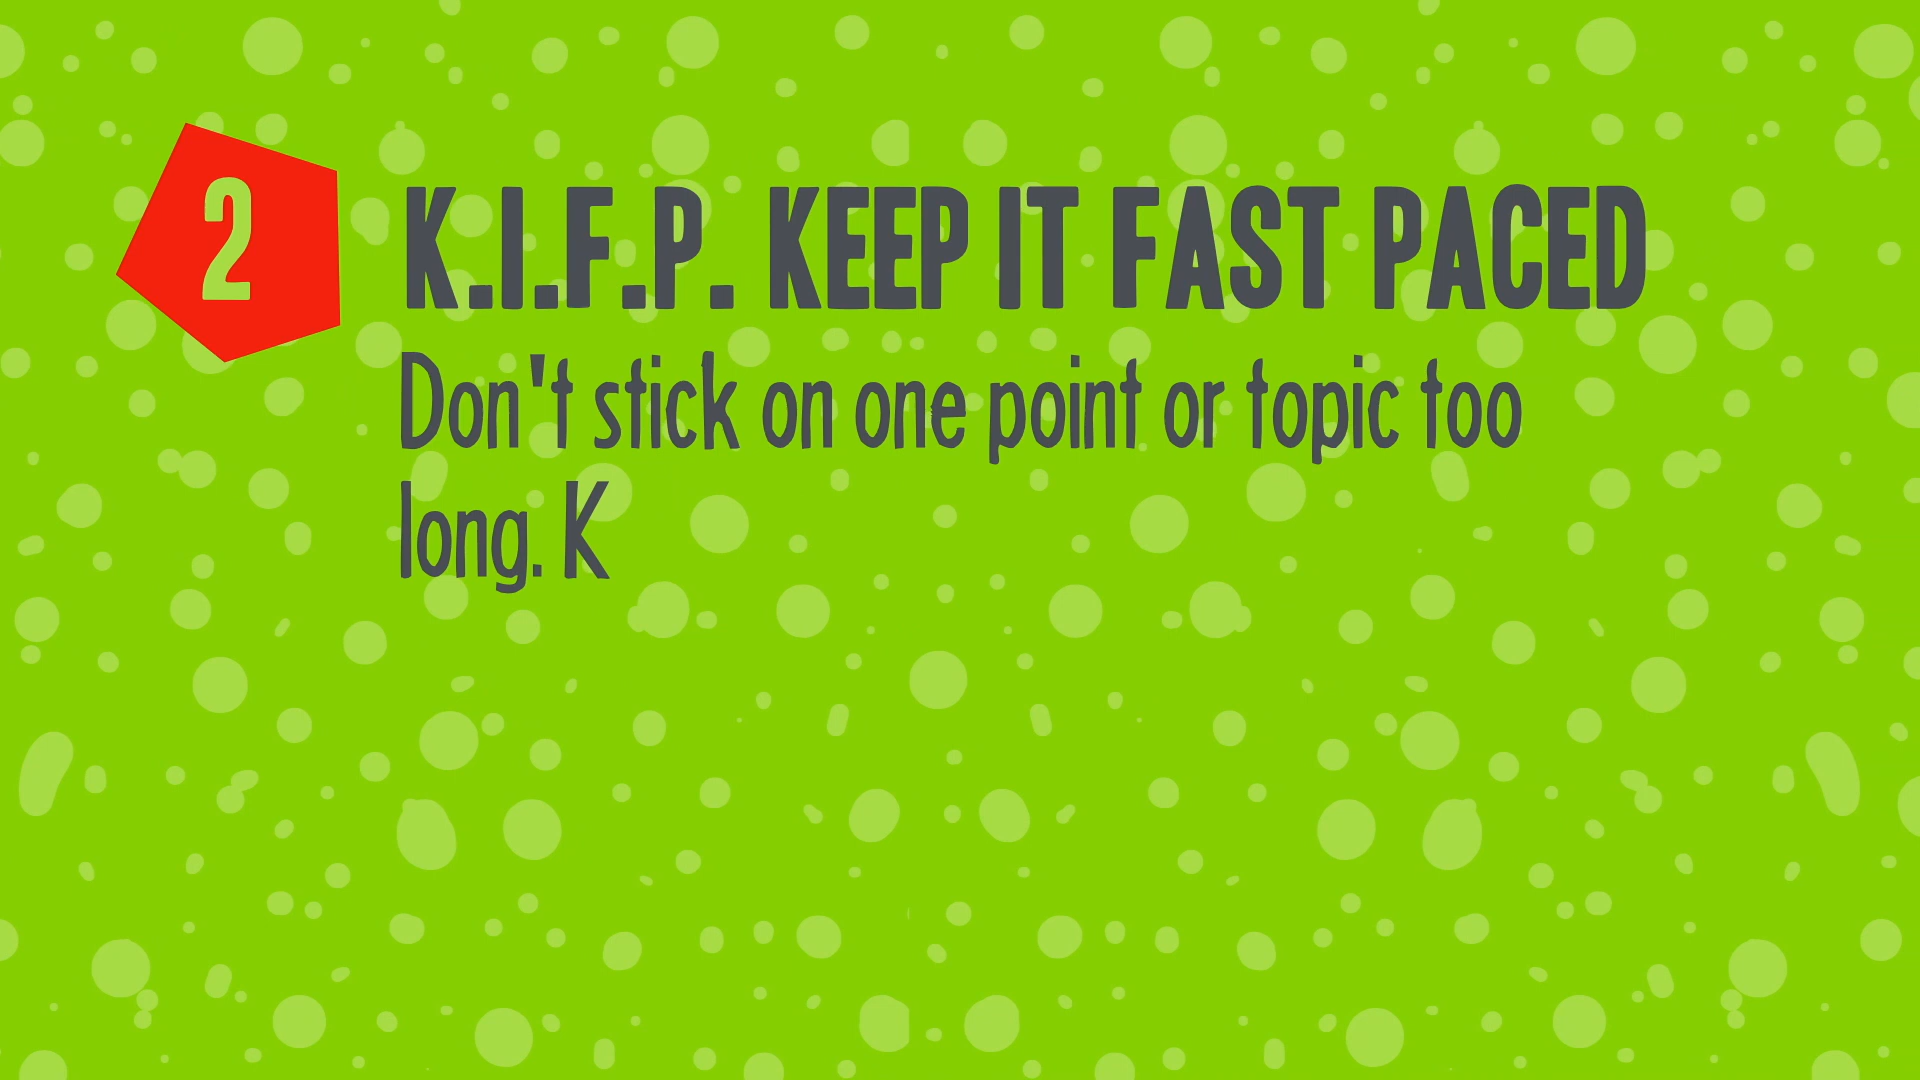 2
K.I.F.P. KEEP IT FAST PACED
Don't stick on one point or topic too
long. K